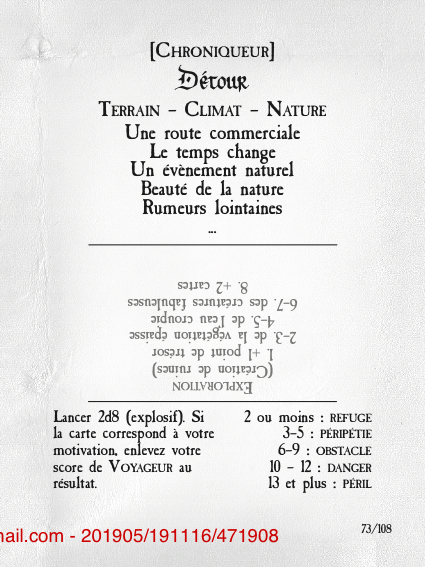 [Chroniqueur]
Détour
Terrain – Climat – Nature
Une route commerciale
Le temps change
Un évènement naturel
Beauté de la nature
Rumeurs lointaines
...
Exploration
(Création de ruines)
1. +1 point de trésor
2-3. de la végétation épaisse
4-5. de l'eau croupie
6-7. des créatures fabuleuses
8. +2 cartes
Lancer 2d8 (explosif). Si
la carte correspond à votre
motivation, enlevez votre
score de Voyageur au
résultat.
2 ou moins : refuge
3-5 : péripétie
6-9 : obstacle
10 - 12 : danger
13 et plus : péril
73/108
nail.com - 201905/191116/471908